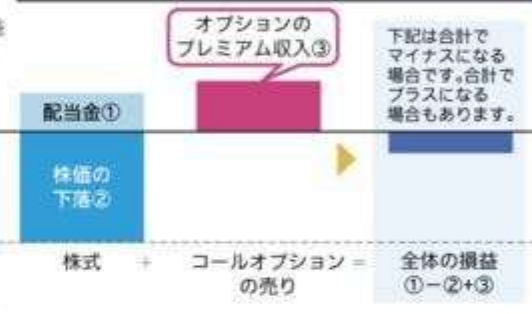 オプションの
プレミアム収入③
下記は合計で
マイナスになる
場合です。合計で
プラスになる
場合もあります。
配当金①
株価の
下落②
株式 + コールオプション = 全体の損益
の売り ①−②+③